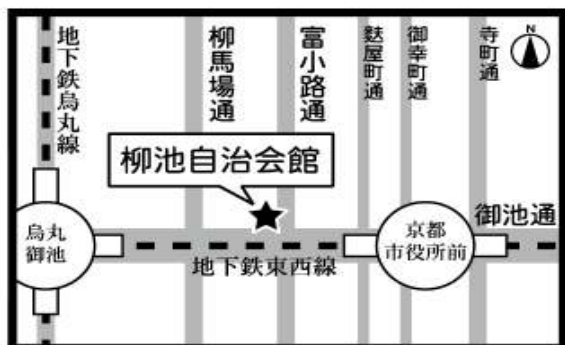 地下鉄烏丸線
柳馬場通
富小路通
麩屋町通
御幸町通
寺町通
N
柳池自治会館
御池通
烏丸
御池
京都
市役所前
地下鉄東西線